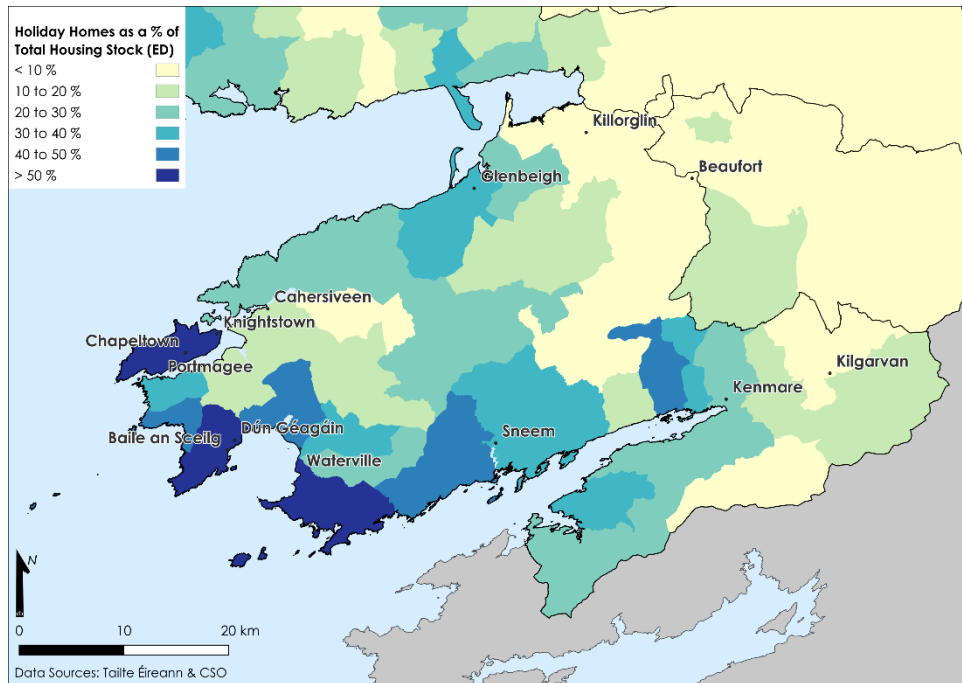 Holiday Homes as a % of
Total Housing Stock (ED)
< 10 %
10 to 20 %
20 to 30 %
30 to 40 %
40 to 50 %
> 50 %
Killorglin
Beaufort
Glenbeigh
Cahersiveen
Knightstown
Chapeltown
Portmagee
Kilgarvan
Kenmare
Dún Géagáin
Baile an Sceilg
Sneem
Waterville
N
0 10 20 km
Data Sources: Tailte Éireann & CSO